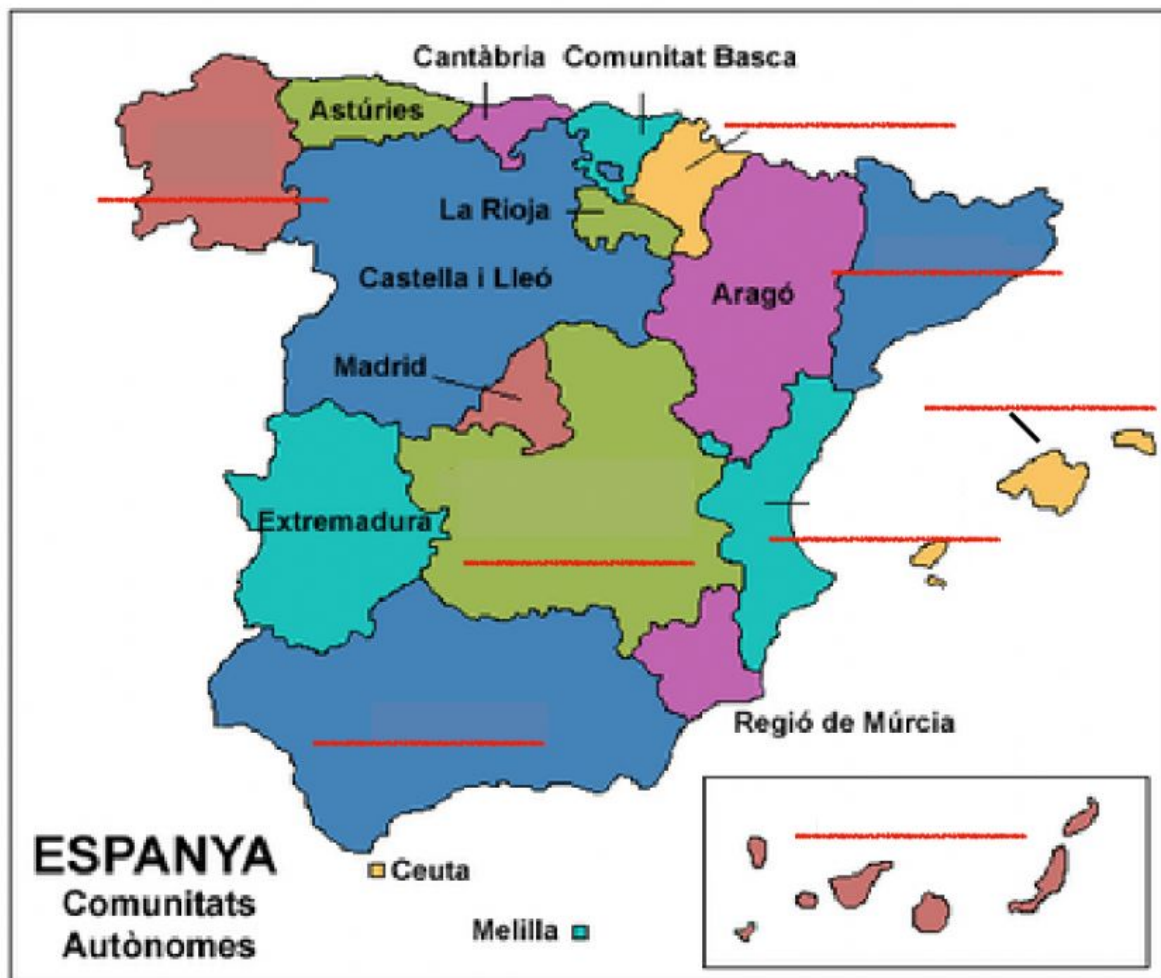 Cantàbria
Comunitat Basca
Astúries
La Rioja
Castella i Lleó
Aragó
Madrid
Extremadura
Regió de Múrcia
ESPANYA
Comunitats
Autònomes
Ceuta
Melilla